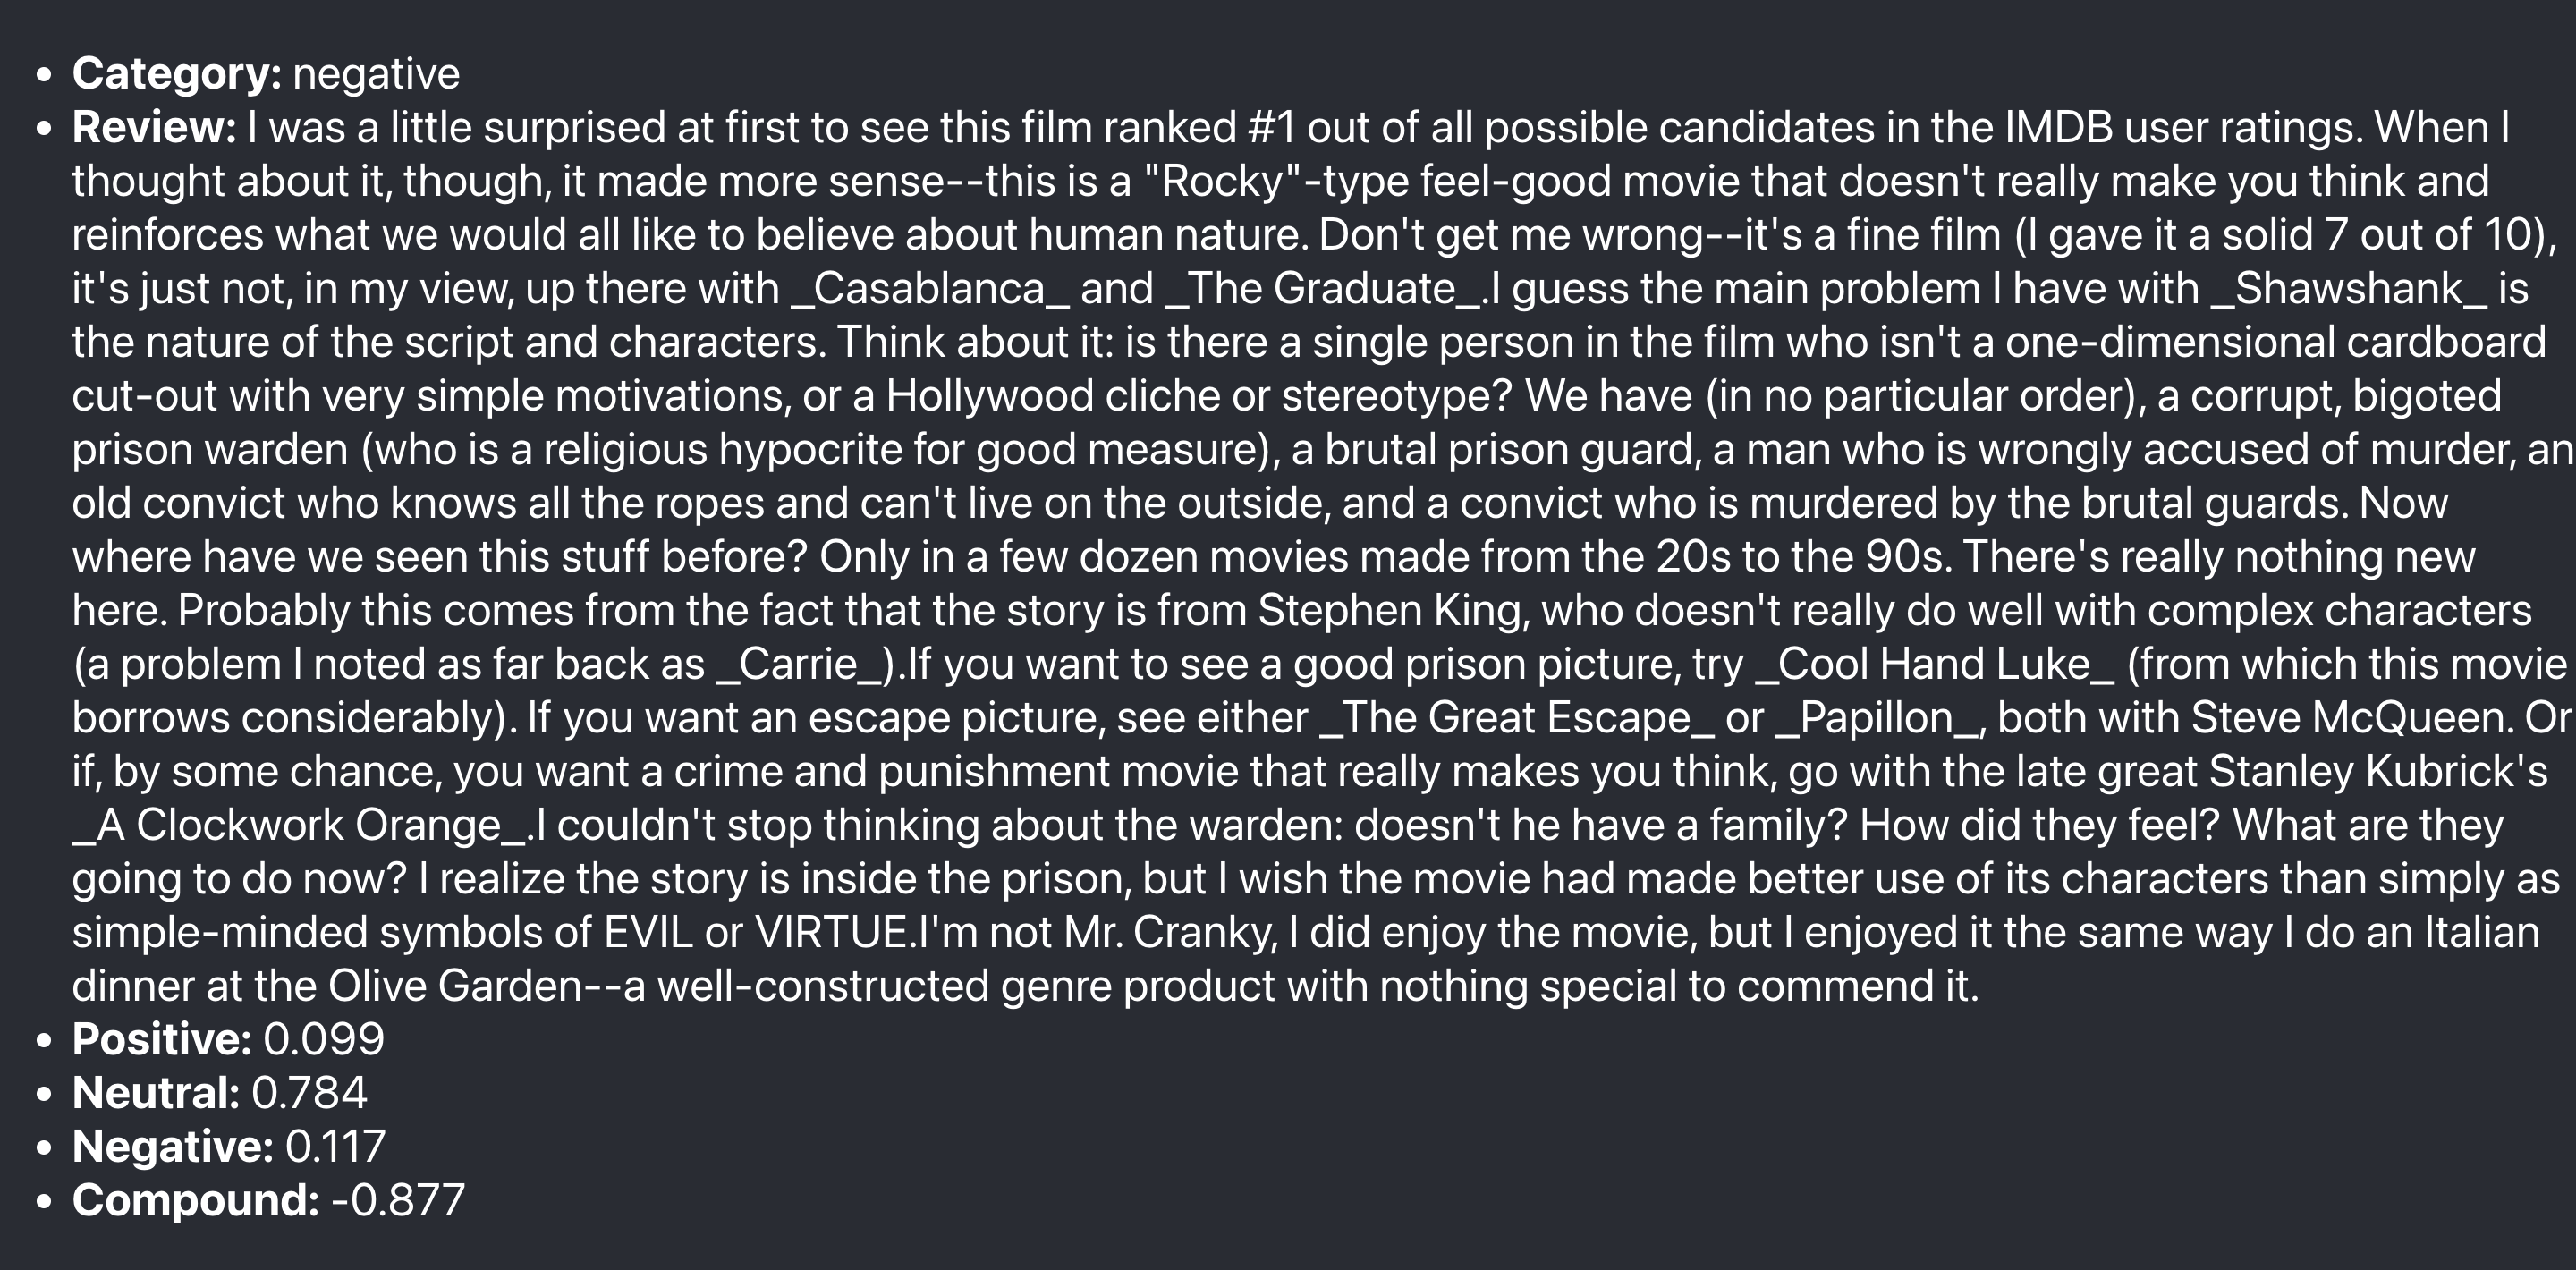 • Category: negative
• Review: I was a little surprised at first to see this film ranked #1 out of all possible candidates in the IMDB user ratings. When I
thought about it, though, it made more sense--this is a "Rocky"-type feel-good movie that doesn't really make you think and
reinforces what we would all like to believe about human nature. Don't get me wrong--it's a fine film (I gave it a solid 7 out of 10),
it's just not, in my view, up there with _Casablanca_ and _The Graduate_.I guess the main problem I have with _Shawshank_ is
the nature of the script and characters. Think about it: is there a single person in the film who isn't a one-dimensional cardboard
cut-out with very simple motivations, or a Hollywood cliche or stereotype? We have (in no particular order), a corrupt, bigoted
prison warden (who is a religious hypocrite for good measure), a brutal prison guard, a man who is wrongly accused of murder, an
old convict who knows all the ropes and can't live on the outside, and a convict who is murdered by the brutal guards. Now
where have we seen this stuff before? Only in a few dozen movies made from the 20s to the 90s. There's really nothing new
here. Probably this comes from the fact that the story is from Stephen King, who doesn't really do well with complex characters
(a problem I noted as far back as _Carrie_).If you want to see a good prison picture, try _Cool Hand Luke_ (from which this movie
borrows considerably). If you want an escape picture, see either _The Great Escape_ or _Papillon_, both with Steve McQueen. Or
if, by some chance, you want a crime and punishment movie that really makes you think, go with the late great Stanley Kubrick's
_A Clockwork Orange_.I couldn't stop thinking about the warden: doesn't he have a family? How did they feel? What are they
going to do now? I realize the story is inside the prison, but I wish the movie had made better use of its characters than simply as
simple-minded symbols of EVIL or VIRTUE.I'm not Mr. Cranky, I did enjoy the movie, but I enjoyed it the same way I do an Italian
dinner at the Olive Garden--a well-constructed genre product with nothing special to commend it.
• Positive: 0.099
• Neutral: 0.784
• Negative: 0.117
• Compound: -0.877